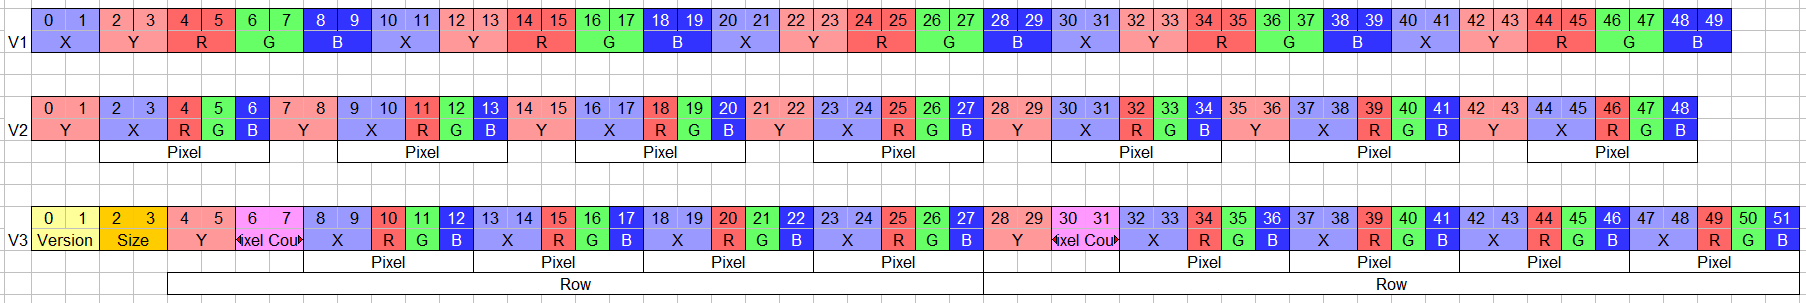 0 1 2 3 4 5 6 7 8 9 10 11 12 13 14 15 16 17 18 19 20 21 22 23 24 25 26 27 28 29 30 31 32 33 34 35 36 37 38 39 40 41 42 43 44 45 46 47 48 49
V1 X Y R G B X Y R G B X Y R G B X Y R G B X Y R G B
0 1 2 3 4 5 6 7 8 9 10 11 12 13 14 15 16 17 18 19 20 21 22 23 24 25 26 27 28 29 30 31 32 33 34 35 36 37 38 39 40 41 42 43 44 45 46 47 48
V2 Y X R G B Y X R G B Y X R G B Y X R G B Y X R G B Y X R G B Y X R G B
Pixel Pixel Pixel Pixel Pixel Pixel Pixel
0 1 2 3 4 5 6 7 8 9 10 11 12 13 14 15 16 17 18 19 20 21 22 23 24 25 26 27 28 29 30 31 32 33 34 35 36 37 38 39 40 41 42 43 44 45 46 47 48 49 50 51
V3 Version Size Y ixel Cou X R G B X R G B X R G B X R G B Y ixel Cou X R G B X R G B X R G B X R G B
Pixel Pixel Pixel Pixel Pixel Pixel Pixel Pixel
Row Row